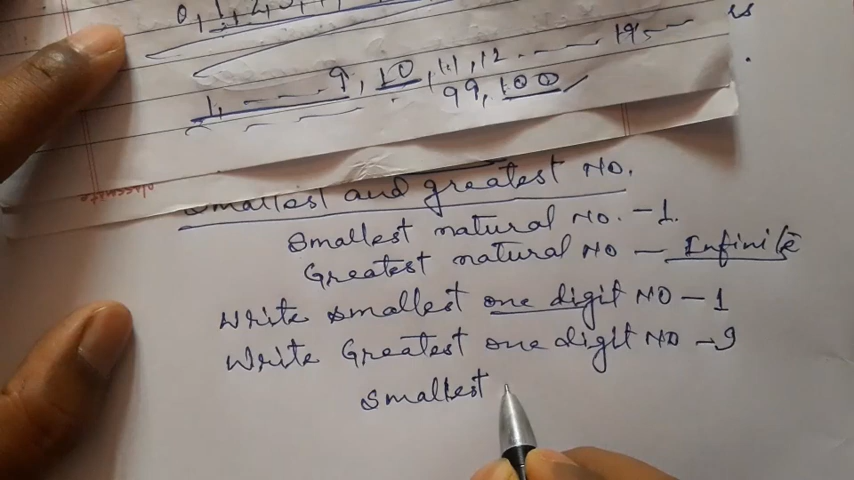 1, ------ 9, 10, 11, 12 ------ 19, ----
99, 100
Smallest and greatest NO.
Smallest natural no. - 1.
Greatest natural NO - Infinite
Write smallest one digit NO - 1
Write Greatest one digit NO - 9
Smallest